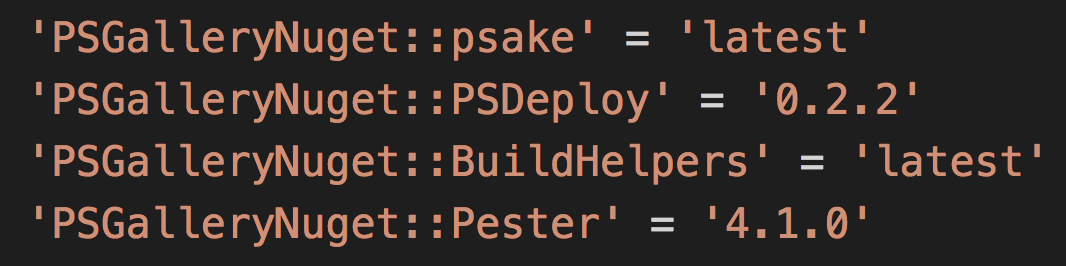 'PSGalleryNuget::psake' = 'latest'
'PSGalleryNuget::PSDeploy' = '0.2.2'
'PSGalleryNuget::BuildHelpers' = 'latest'
'PSGalleryNuget::Pester' = '4.1.0'